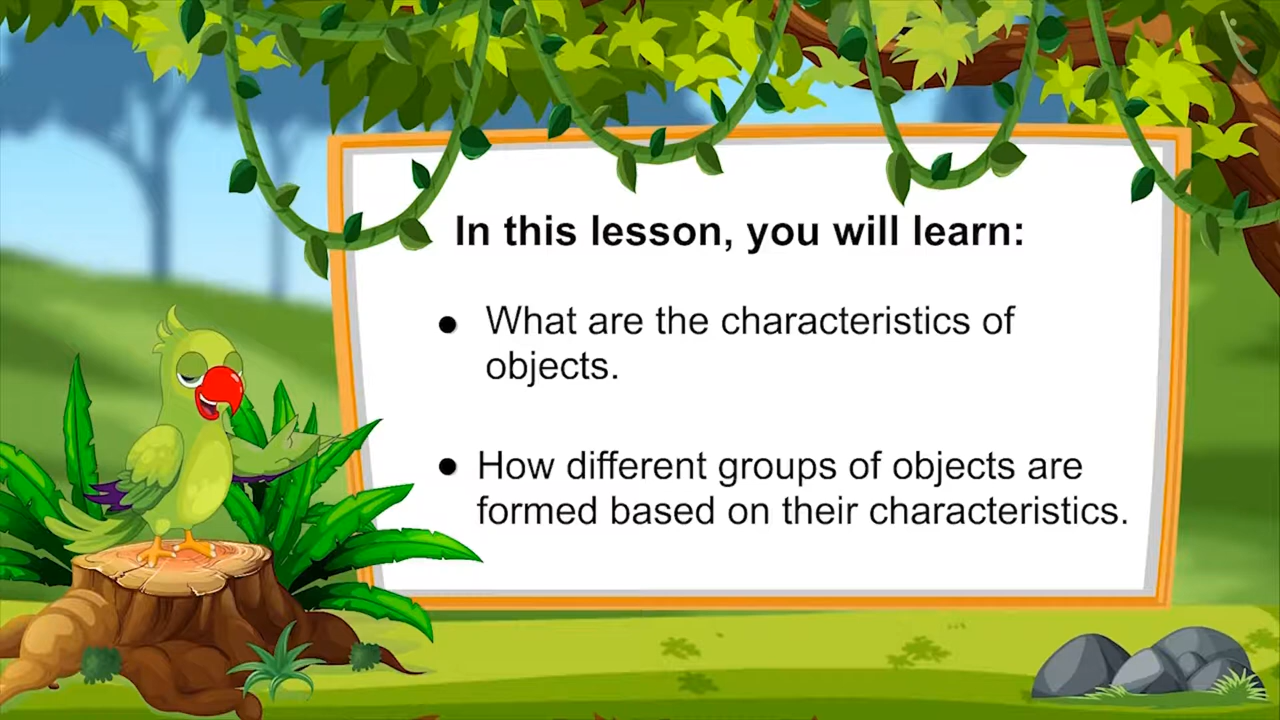 In this lesson, you will learn:
● What are the characteristics of
objects.
● How different groups of objects are
formed based on their characteristics.